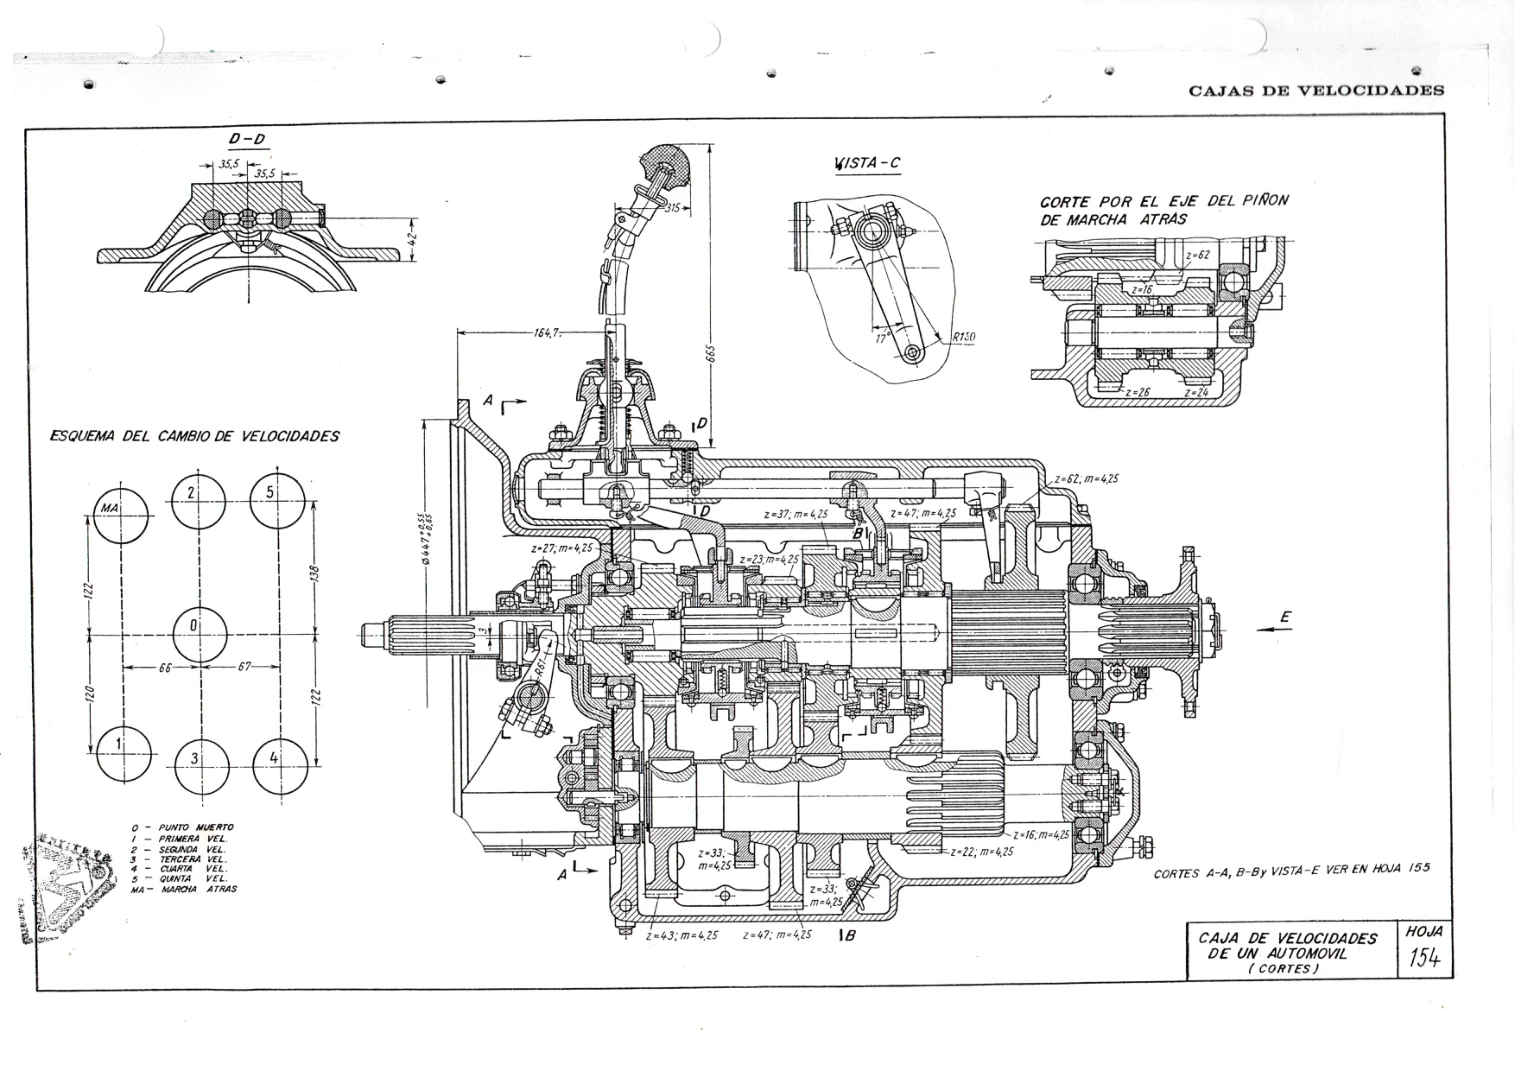 CAJAS DE VELOCIDADES
D-D
35,5
35,5
42
315
665
164,7
VISTA-C
17°
R130
CORTE POR EL EJE DEL PIÑON
DE MARCHA ATRAS
z=62
z=16
z=26
z=24
ESQUEMA DEL CAMBIO DE VELOCIDADES
MA
2
5
0
1
3
4
122
138
66
67
120
122
0 - PUNTO MUERTO
1 - PRIMERA VEL.
2 - SEGUNDA VEL.
3 - TERCERA VEL.
4 - CUARTA VEL.
5 - QUINTA VEL.
MA - MARCHA ATRAS
A
D
D
z=62; m=4,25
z=37; m=4,25
z=47; m=4,25
B
z=27; m=4,25
z=23; m=4,25
3
R61
E
z=16; m=4,25
z=22; m=4,25
z=33;
m=4,25
z=33;
m=4,25
A
z=43; m=4,25
z=47; m=4,25
B
CORTES A-A, B-B y VISTA-E VER EN HOJA 155
CAJA DE VELOCIDADES
DE UN AUTOMOVIL
(CORTES)
HOJA
154